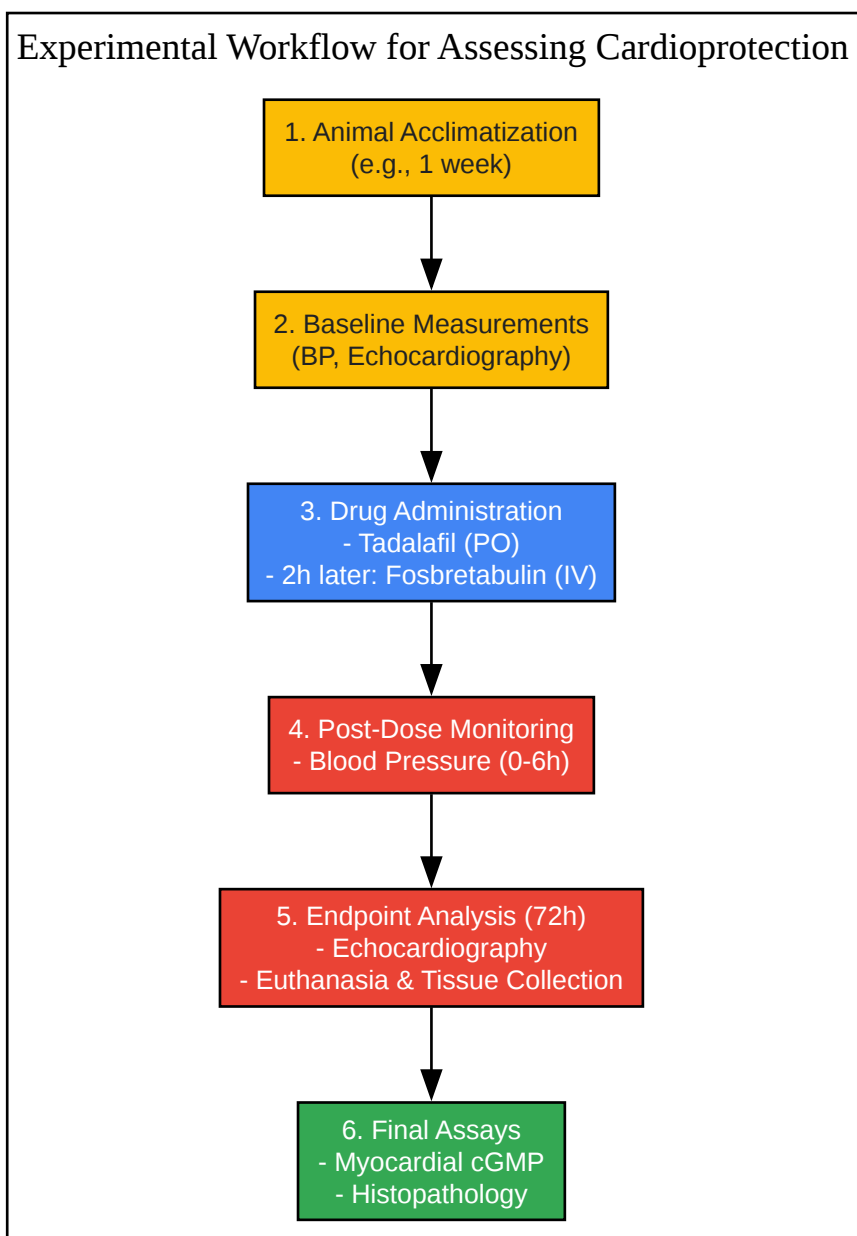 Experimental Workflow for Assessing Cardioprotection
1. Animal Acclimatization
(e.g., 1 week)
2. Baseline Measurements
(BP, Echocardiography)
3. Drug Administration
- Tadalafil (PO)
- 2h later: Fosbretabulin (IV)
4. Post-Dose Monitoring
- Blood Pressure (0-6h)
5. Endpoint Analysis (72h)
- Echocardiography
- Euthanasia & Tissue Collection
6. Final Assays
- Myocardial cGMP
- Histopathology